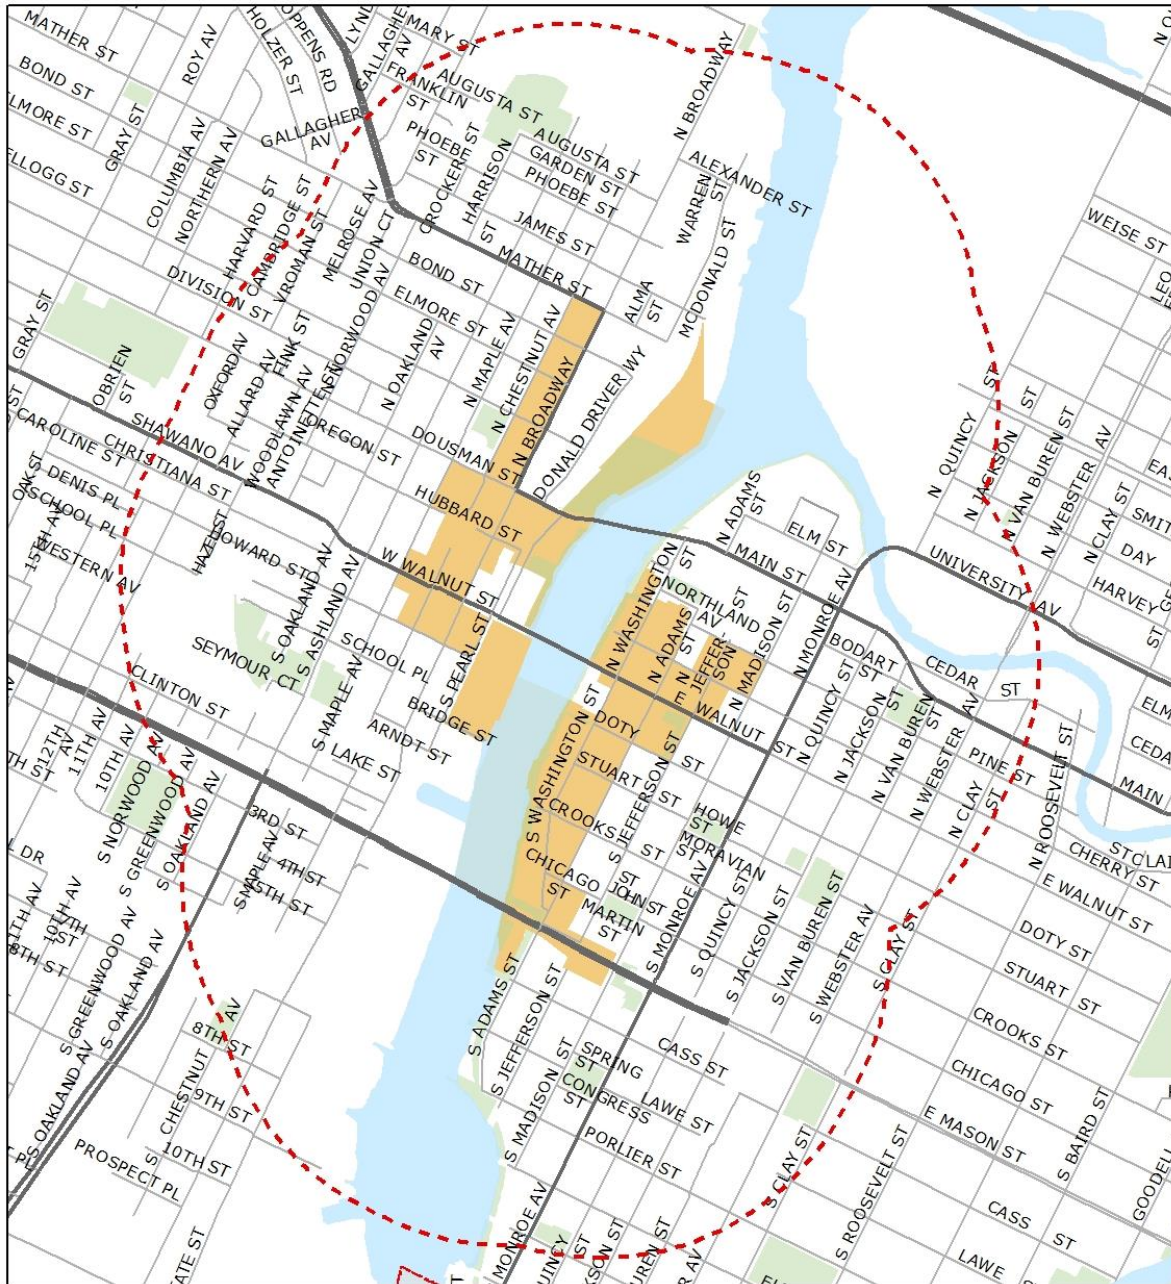 MATHER ST
BOND ST
ROY AV
HOLZER ST
OPPENS RD
GALLAGHER AV
MARY ST
FRANKLIN ST
AUGUSTA ST
N BROADWAY
GRAY ST
COLUMBIA AV
NORTHERN AV
GALLAGHER AV
PHOEBE ST
CROCKER ST
HARRISON ST
AUGUSTA ST
GARDEN ST
PHOEBE ST
ALEXANDER ST
WARREN ST
MCDONALD ST
JAMES ST
MATHER ST
WEISE ST
HARVARD ST
CAMBRIDGE ST
VROMAN ST
MELROSE AV
UNION CT
NORWOOD AV
BOND ST
ELMORE ST
ALMA ST
DIVISION ST
GRAY ST
OBRIEN ST
OXFORD AV
ALLARD AV
FINK ST
WOODLAWN AV
ANTOINETTE ST
N OAKLAND AV
N MAPLE AV
N CHESTNUT AV
N BROADWAY
DONALD DRIVER WY
OREGON ST
DOUSMAN ST
HUBBARD ST
SHAWANO AV
CAROLINE ST
CHRISTIANA ST
DENIS PL
SCHOOL PL
WESTERN AV
15TH AV
HAZEL ST
HOWARD ST
S OAKLAND AV
S ASHLAND AV
W WALNUT ST
SCHOOL PL
S PEARL ST
BRIDGE ST
SEYMOUR CT
S MAPLE AV
ARNDT ST
LAKE ST
CLINTON ST
12TH AV
11TH AV
10TH AV
S NORWOOD AV
S GREENWOOD AV
S OAKLAND AV
3RD ST
4TH ST
5TH ST
S MAPLE AV
10TH AV
8TH ST
S GREENWOOD AV
S OAKLAND AV
S OAKLAND AV
S CHESTNUT AV
8TH ST
9TH ST
10TH ST
PROSPECT PL
N QUINCY ST
N JACKSON ST
N VAN BUREN ST
N WEBSTER AV
N CLAY ST
DAY
HARVEY ST
UNIVERSITY AV
N ADAMS ST
ELM ST
MAIN ST
N WASHINGTON ST
NORTHLAND AV
N ADAMS ST
N JEFFERSON ST
N MADISON ST
N MONROE AV
BODART ST
CEDAR ST
E WALNUT ST
N QUINCY ST
N JACKSON ST
N VAN BUREN ST
N WEBSTER AV
PINE ST
MAIN
N CLAY ST
N ROOSEVELT ST
CHERRY ST
E WALNUT ST
DOTY ST
STUART ST
CROOKS ST
CHICAGO ST
E MASON ST
S WASHINGTON ST
DOTY ST
STUART ST
CROOKS ST
CHICAGO ST
S JEFFERSON ST
HOWE ST
MORAVIAN ST
JOHN ST
MARTIN ST
S MONROE AV
S QUINCY ST
S JACKSON ST
S VAN BUREN ST
S WEBSTER AV
S CLAY ST
S ADAMS ST
S JEFFERSON ST
S MADISON ST
SPRING ST
CONGRESS ST
CASS ST
LAWE ST
PORLIER ST
MONROE AV
S CLAY ST
S ROOSEVELT ST
S BAIRD ST
GOODELL
CASS ST
LAWE